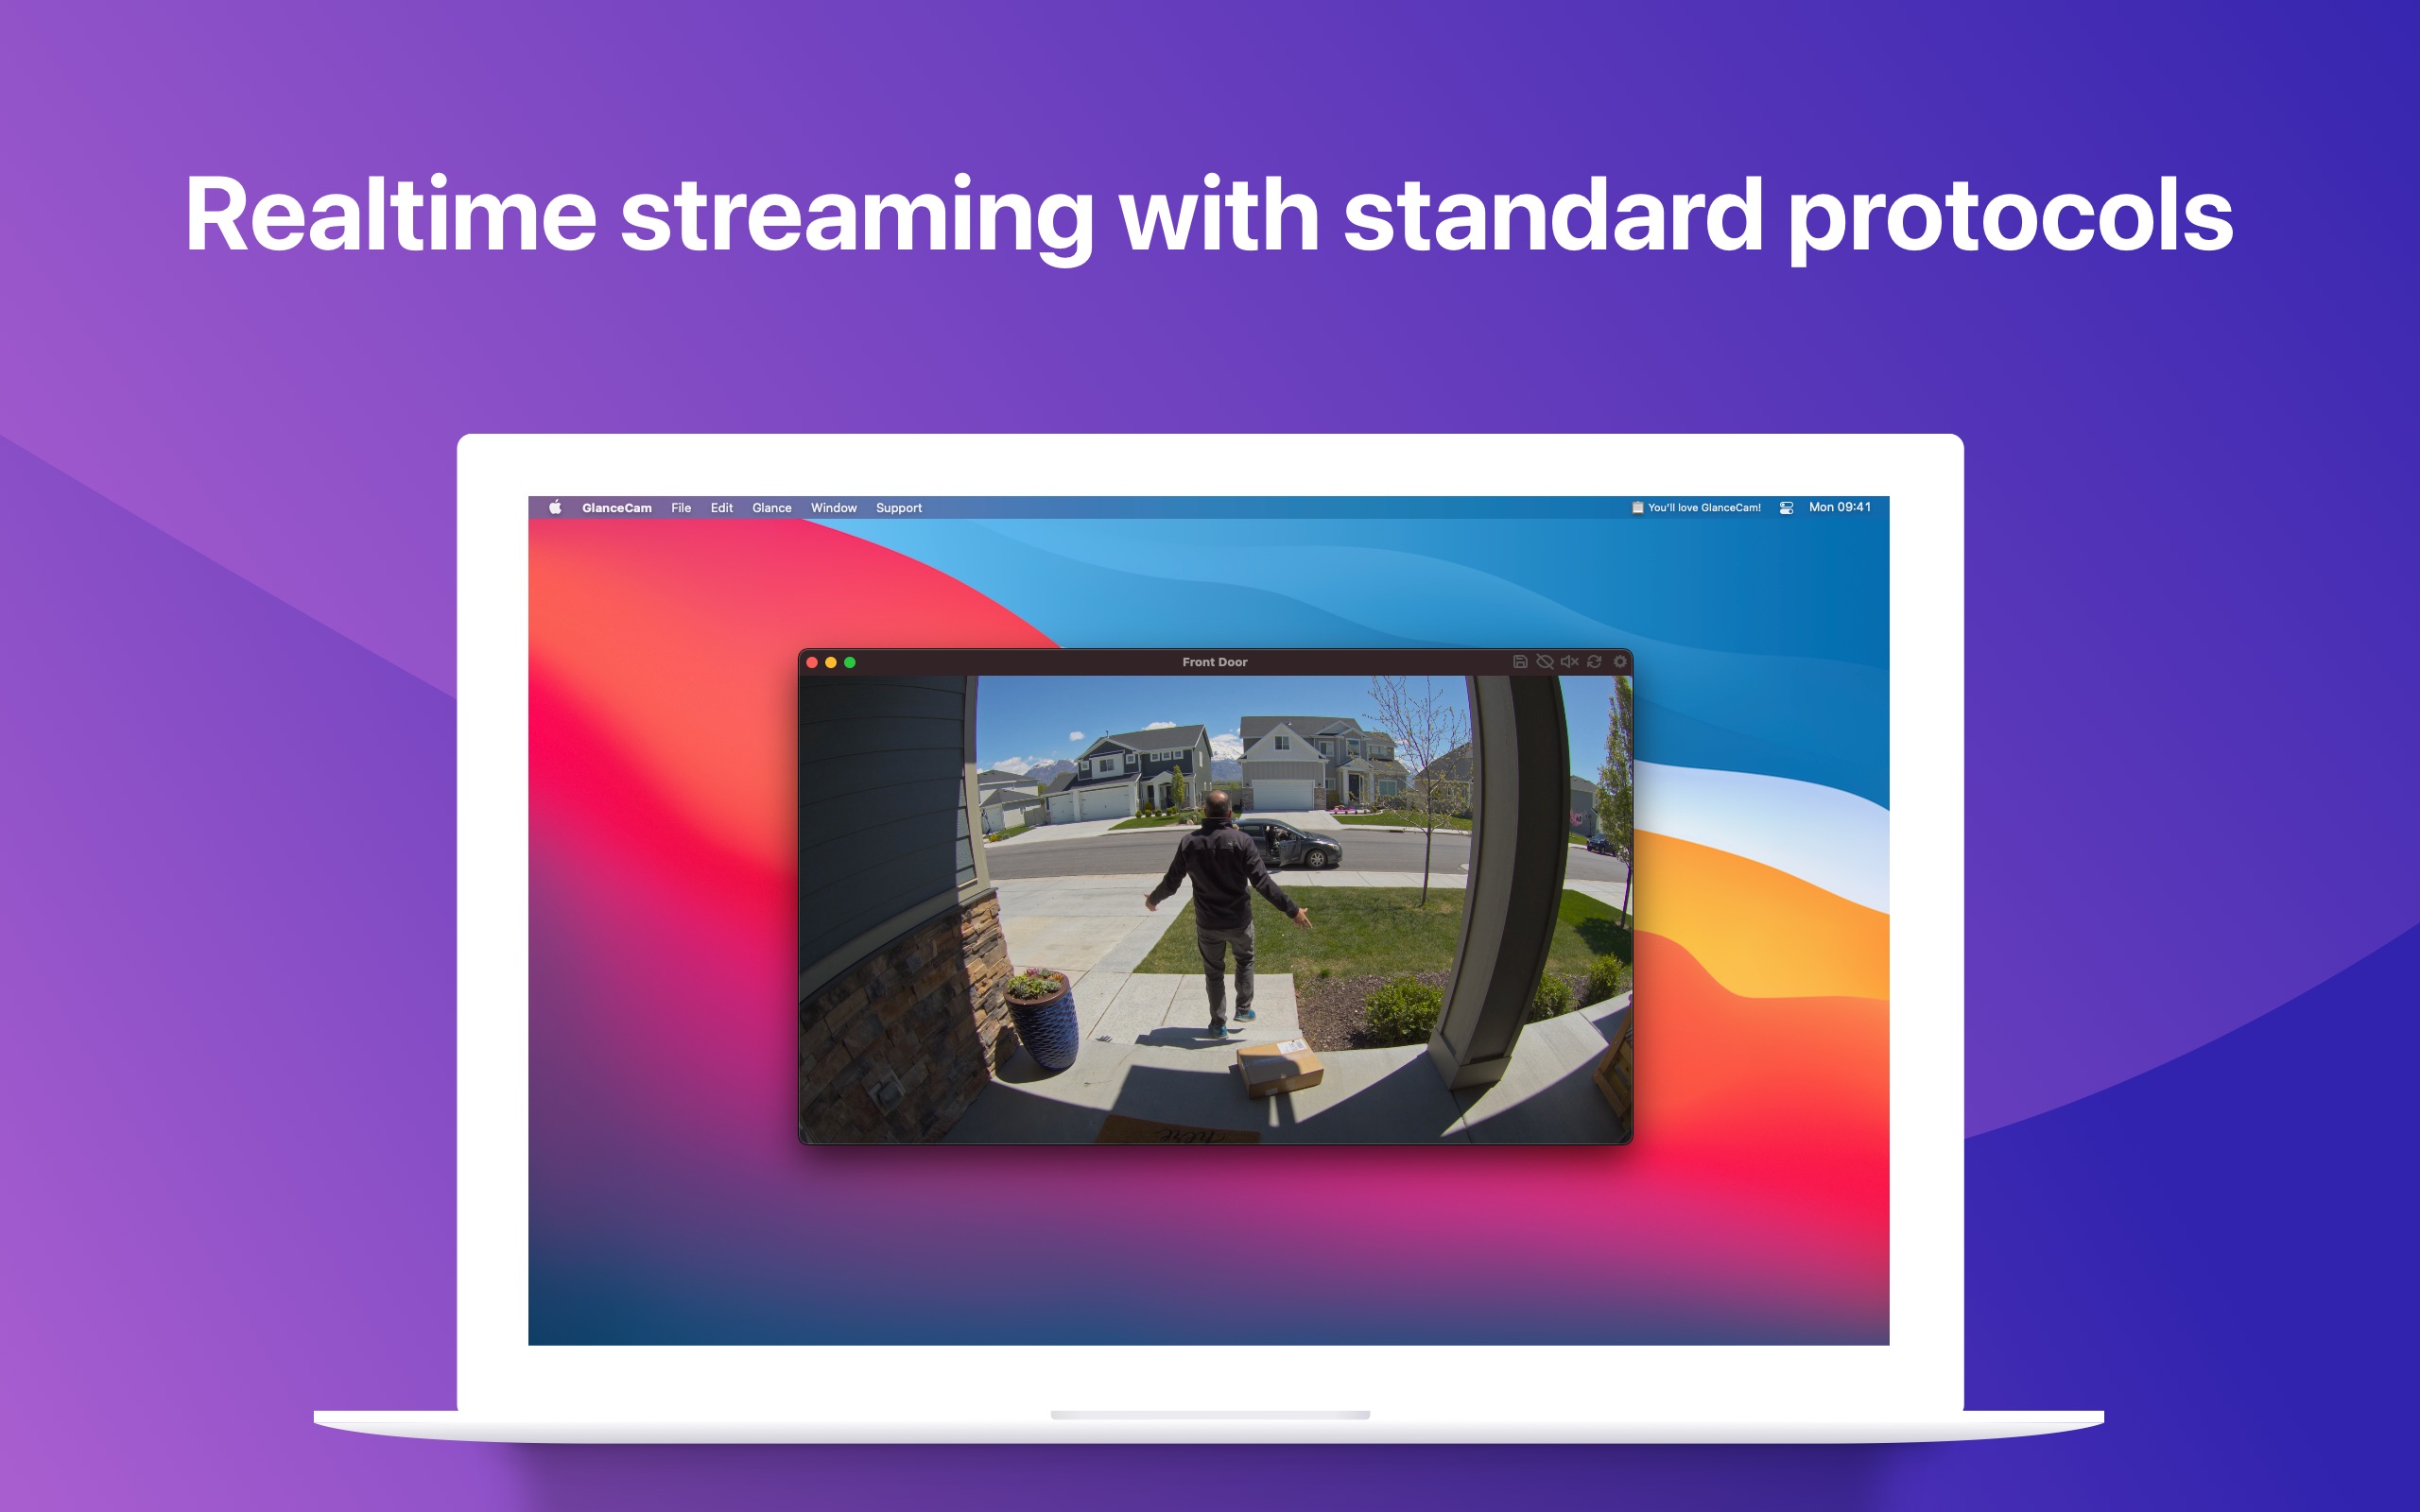 Realtime streaming with standard protocols
GlanceCam File Edit Glance Window Support You'll love GlanceCam! Mon 09:41
Front Door
here